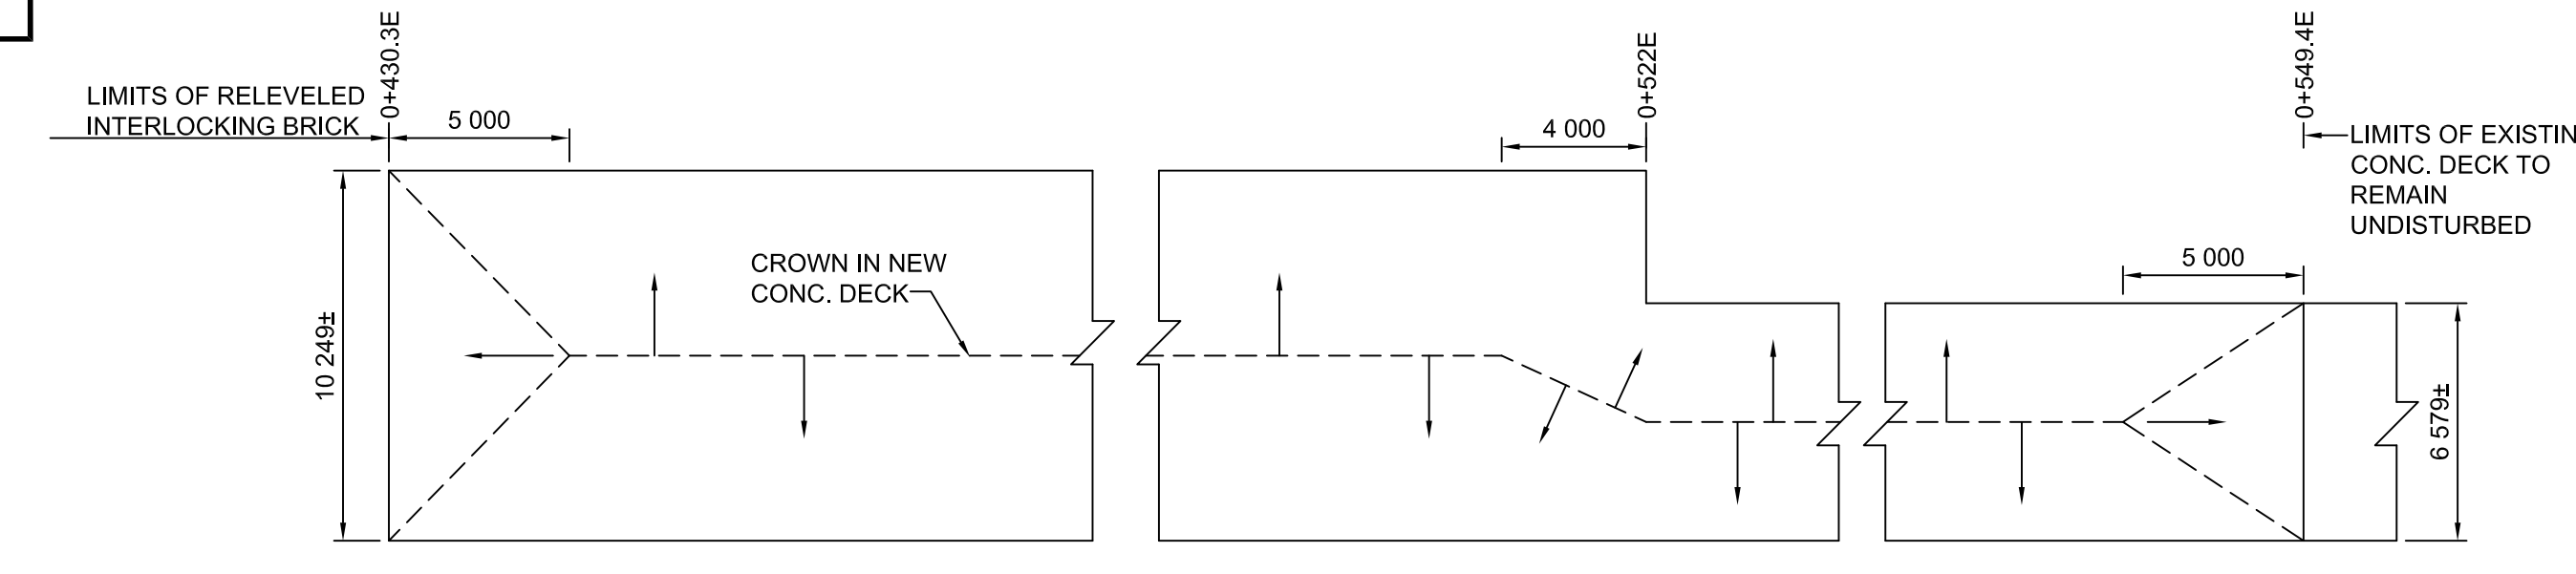 0+430.3E
0+522E
0+549.4E
LIMITS OF RELEVELED
INTERLOCKING BRICK
5 000
4 000
LIMITS OF EXISTIN
CONC. DECK TO
REMAIN
UNDISTURBED
5 000
CROWN IN NEW
CONC. DECK
10 249±
6 579±